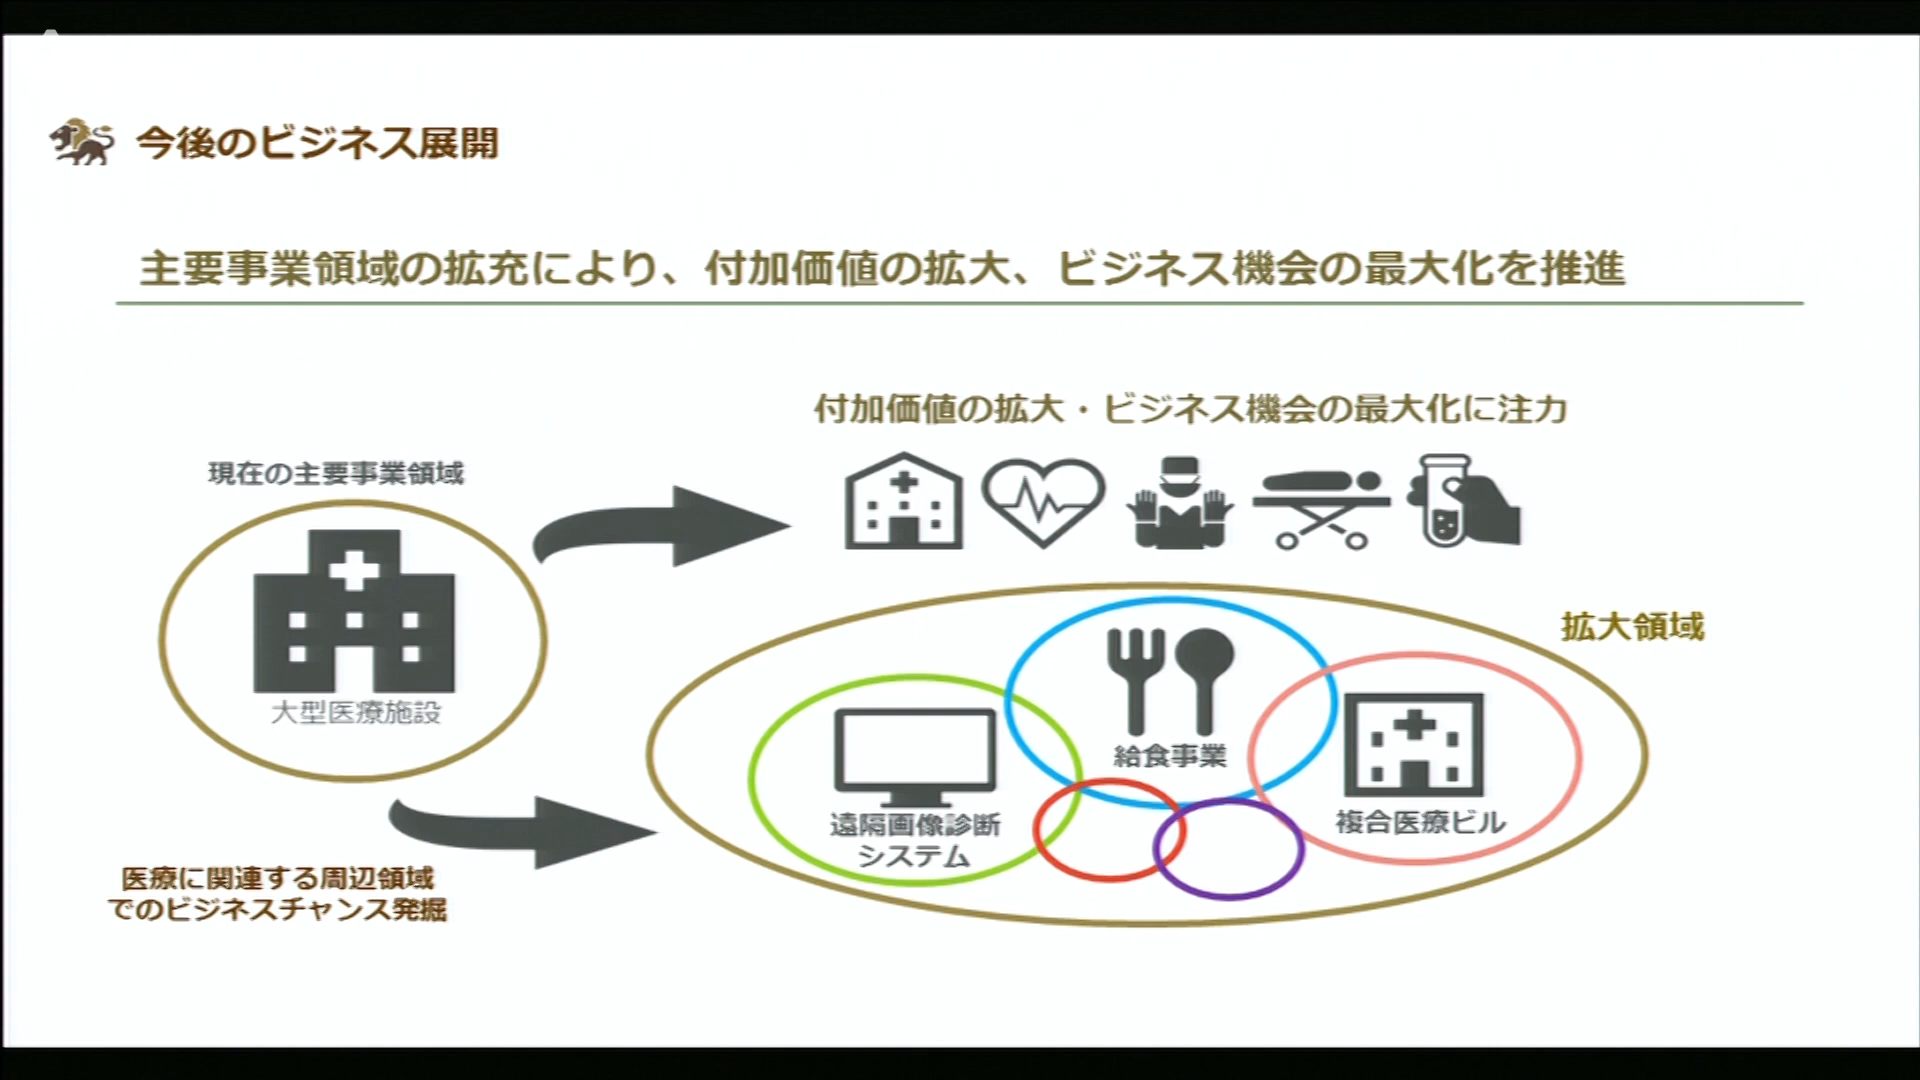 今後のビジネス展開
主要事業領域の拡充により、付加価値の拡大、ビジネス機会の最大化を推進
付加価値の拡大・ビジネス機会の最大化に注力
現在の主要事業領域
大型医療施設
拡大領域
給食事業
遠隔画像診断
システム
複合医療ビル
医療に関連する周辺領域
でのビジネスチャンス発掘